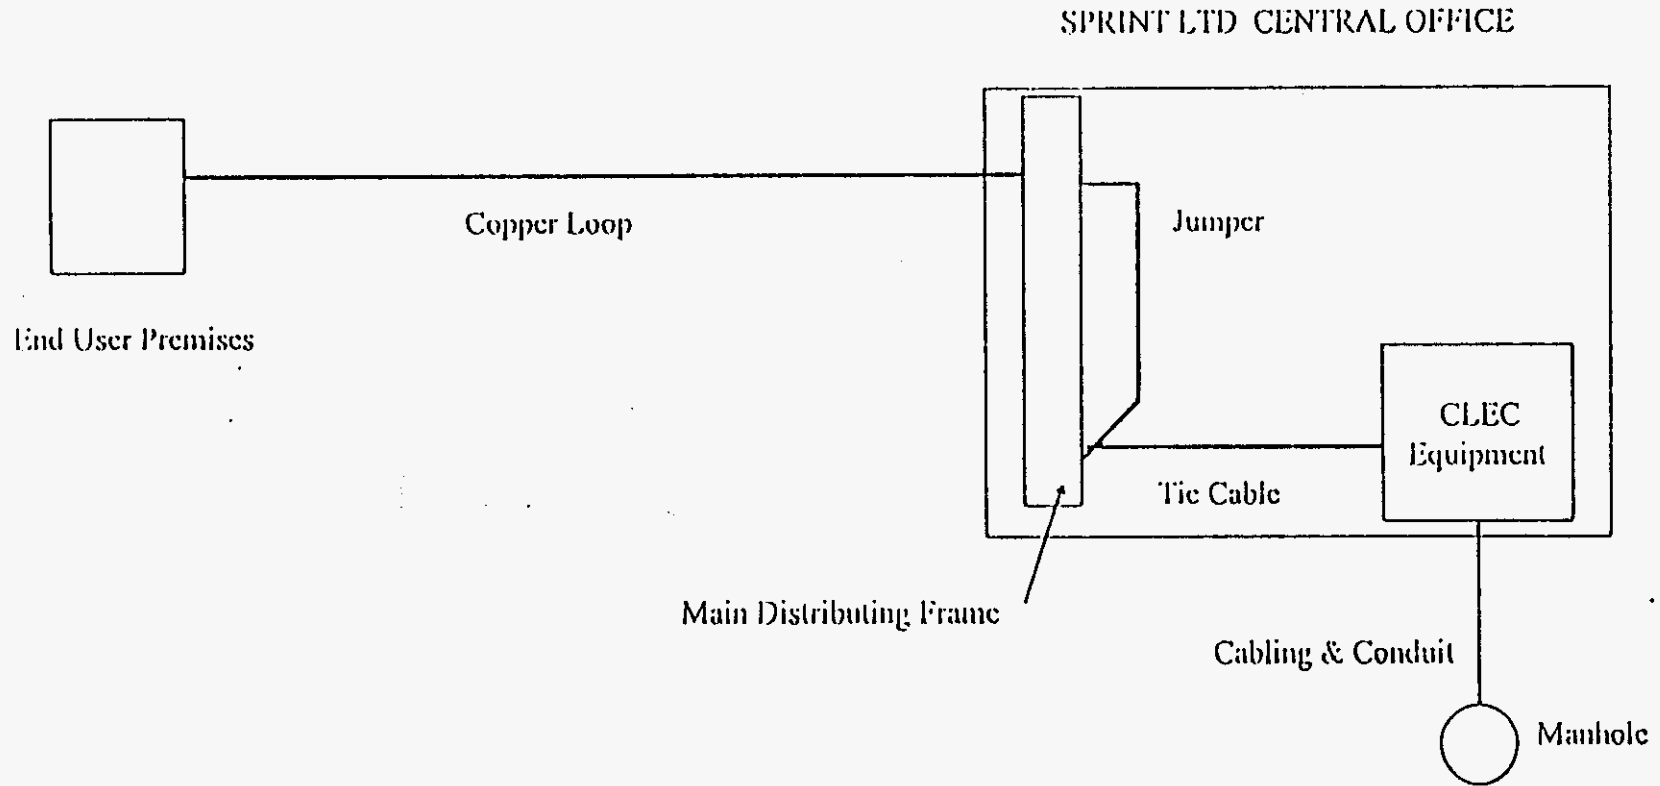 SPRINT LTD CENTRAL OFFICE
Copper Loop
Jumper
End User Premises
CLEC
Equipment
Tie Cable
Main Distributing Frame
Cabling & Conduit
Manhole